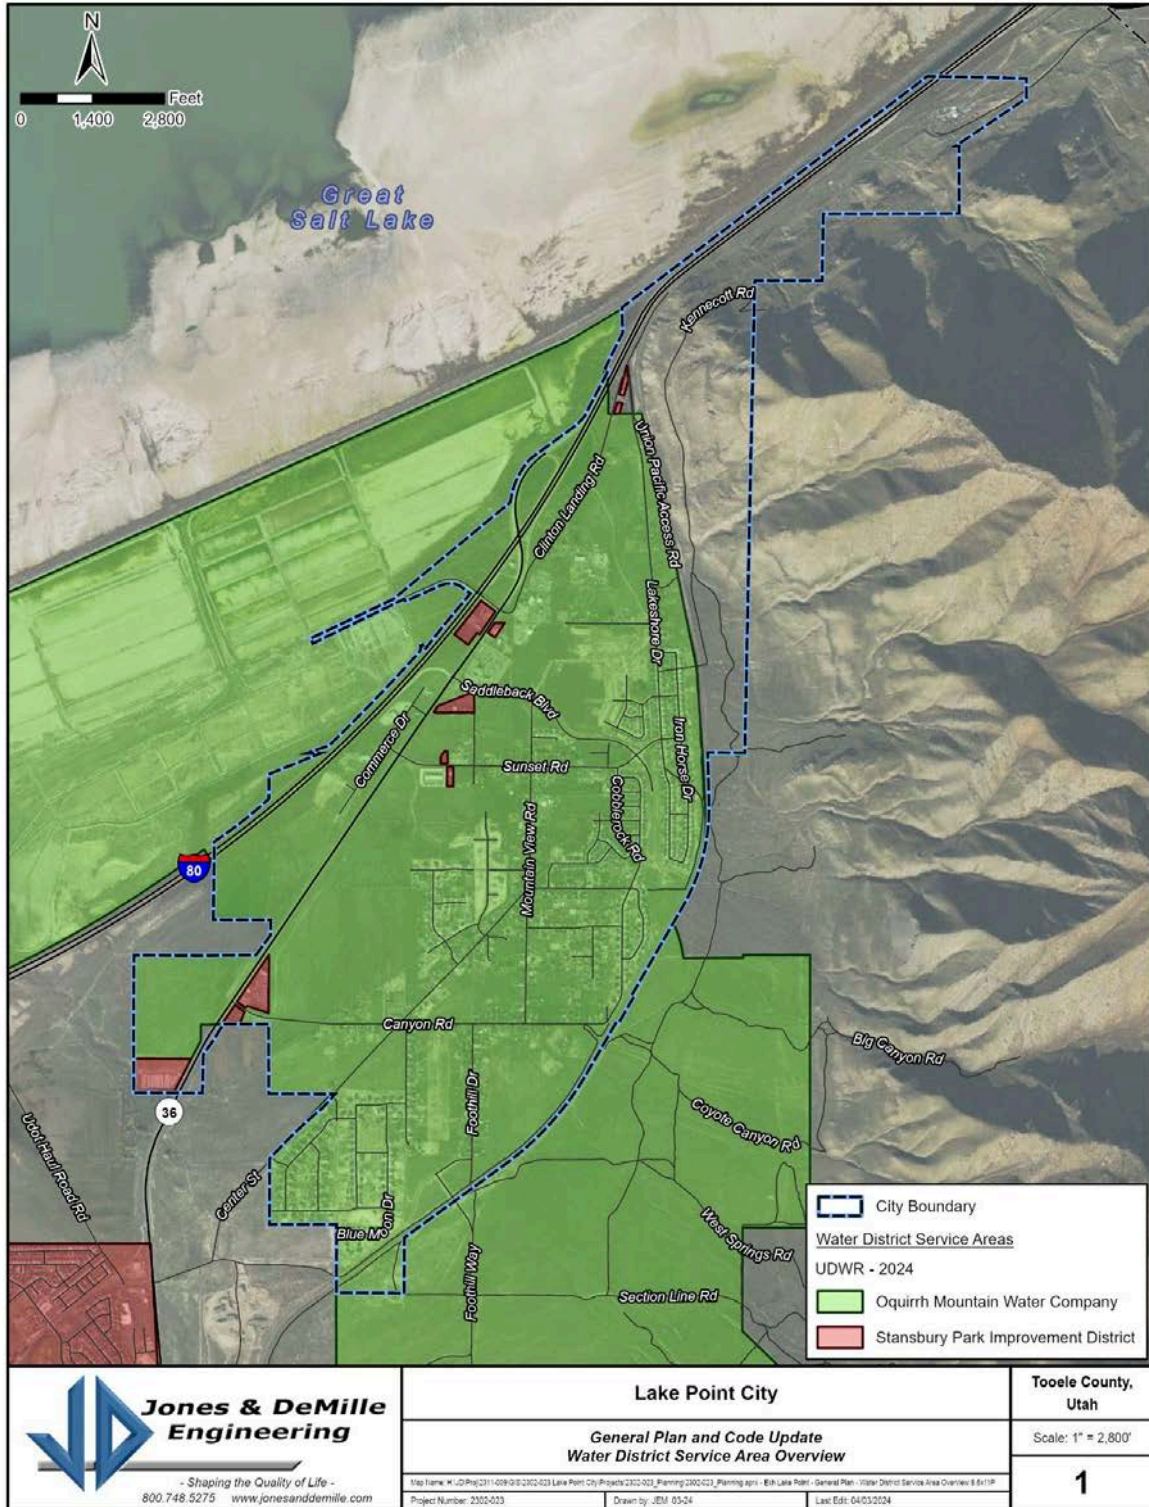 N
Feet
0 1,400 2,800
Great
Salt Lake
Kennecott Rd
Union Pacific Access Rd
Clinton Landing Rd
Lakeshore Dr
Saddleback Blvd
Commerce Dr
Iron Horse Dr
Sunset Rd
Cobblerock Rd
Mountain View Rd
80
Canyon Rd
Big Canyon Rd
Foothill Dr
36
Coyote Canyon Rd
Udot Haul Road Rd
Center St
Blue Moon Dr
West Springs Rd
Foothill Way
Section Line Rd
City Boundary
Water District Service Areas
UDWR - 2024
Oquirrh Mountain Water Company
Stansbury Park Improvement District
JD
Jones & DeMille
Engineering
- Shaping the Quality of Life -
800.748.5275 www.jonesanddemille.com
Lake Point City
General Plan and Code Update
Water District Service Area Overview
Project Number: 2302-023
Drawn by: JEM 03-24
Last Edit: 04/03/2024
Tooele County,
Utah
Scale: 1" = 2,800'
1